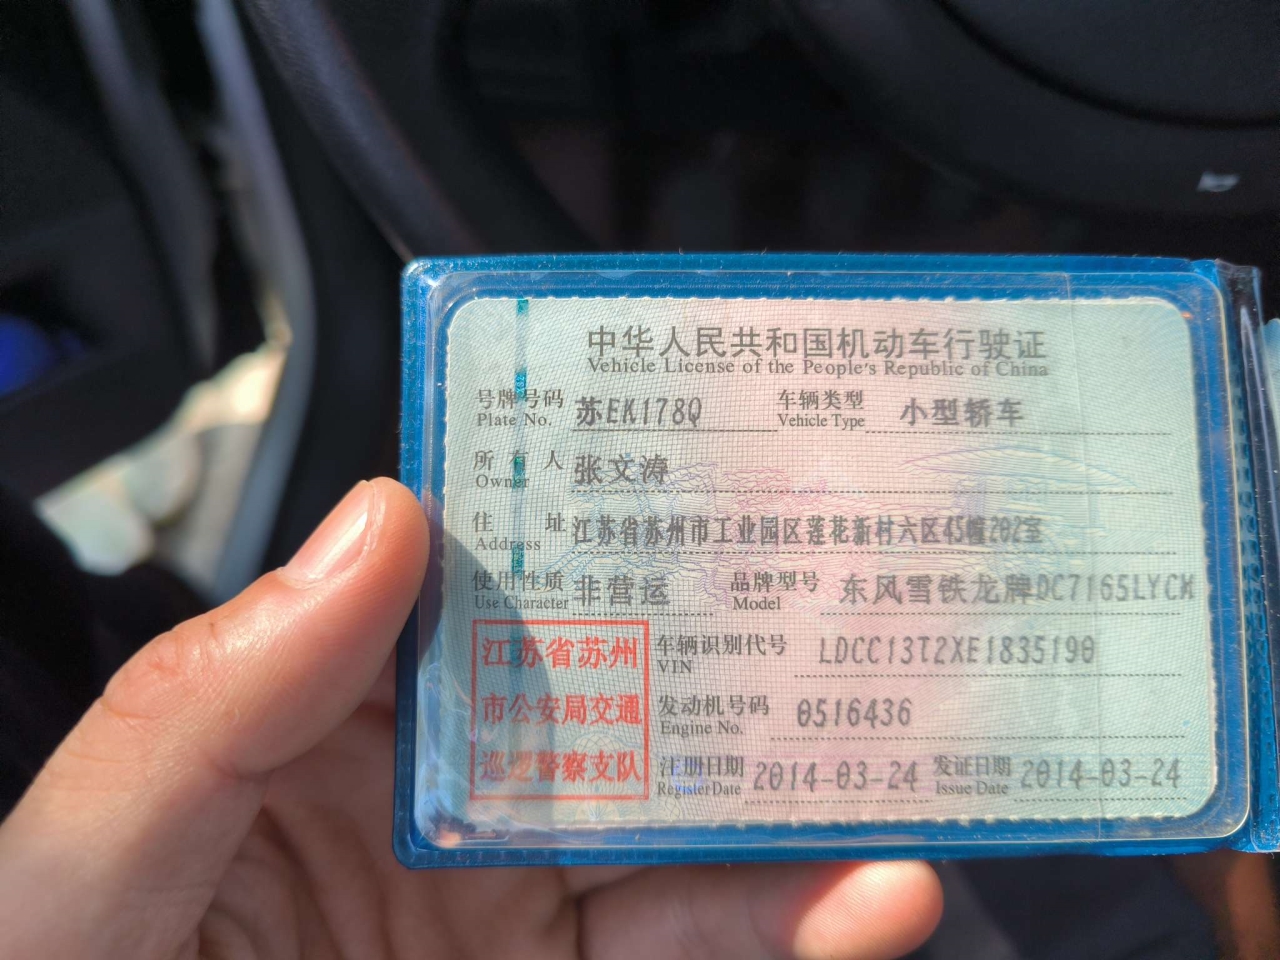 中华人民共和国机动车行驶证
Vehicle License of the People's Republic of China
号牌号码 苏EK178Q 车辆类型 小型轿车
Plate No. Vehicle Type
所有人 张文涛
Owner
住址 江苏省苏州市工业园区莲花新村六区45幢202室
Address
使用性质 非营运 品牌型号 东风雪铁龙牌DC7165LYCM
Use Character Model
江苏省苏州
市公安局交通
巡逻警察支队
车辆识别代号 LDCC13T2XE1835190
VIN
发动机号码 0516436
Engine No.
注册日期 2014-03-24 发证日期 2014-03-24
Register Date Issue Date